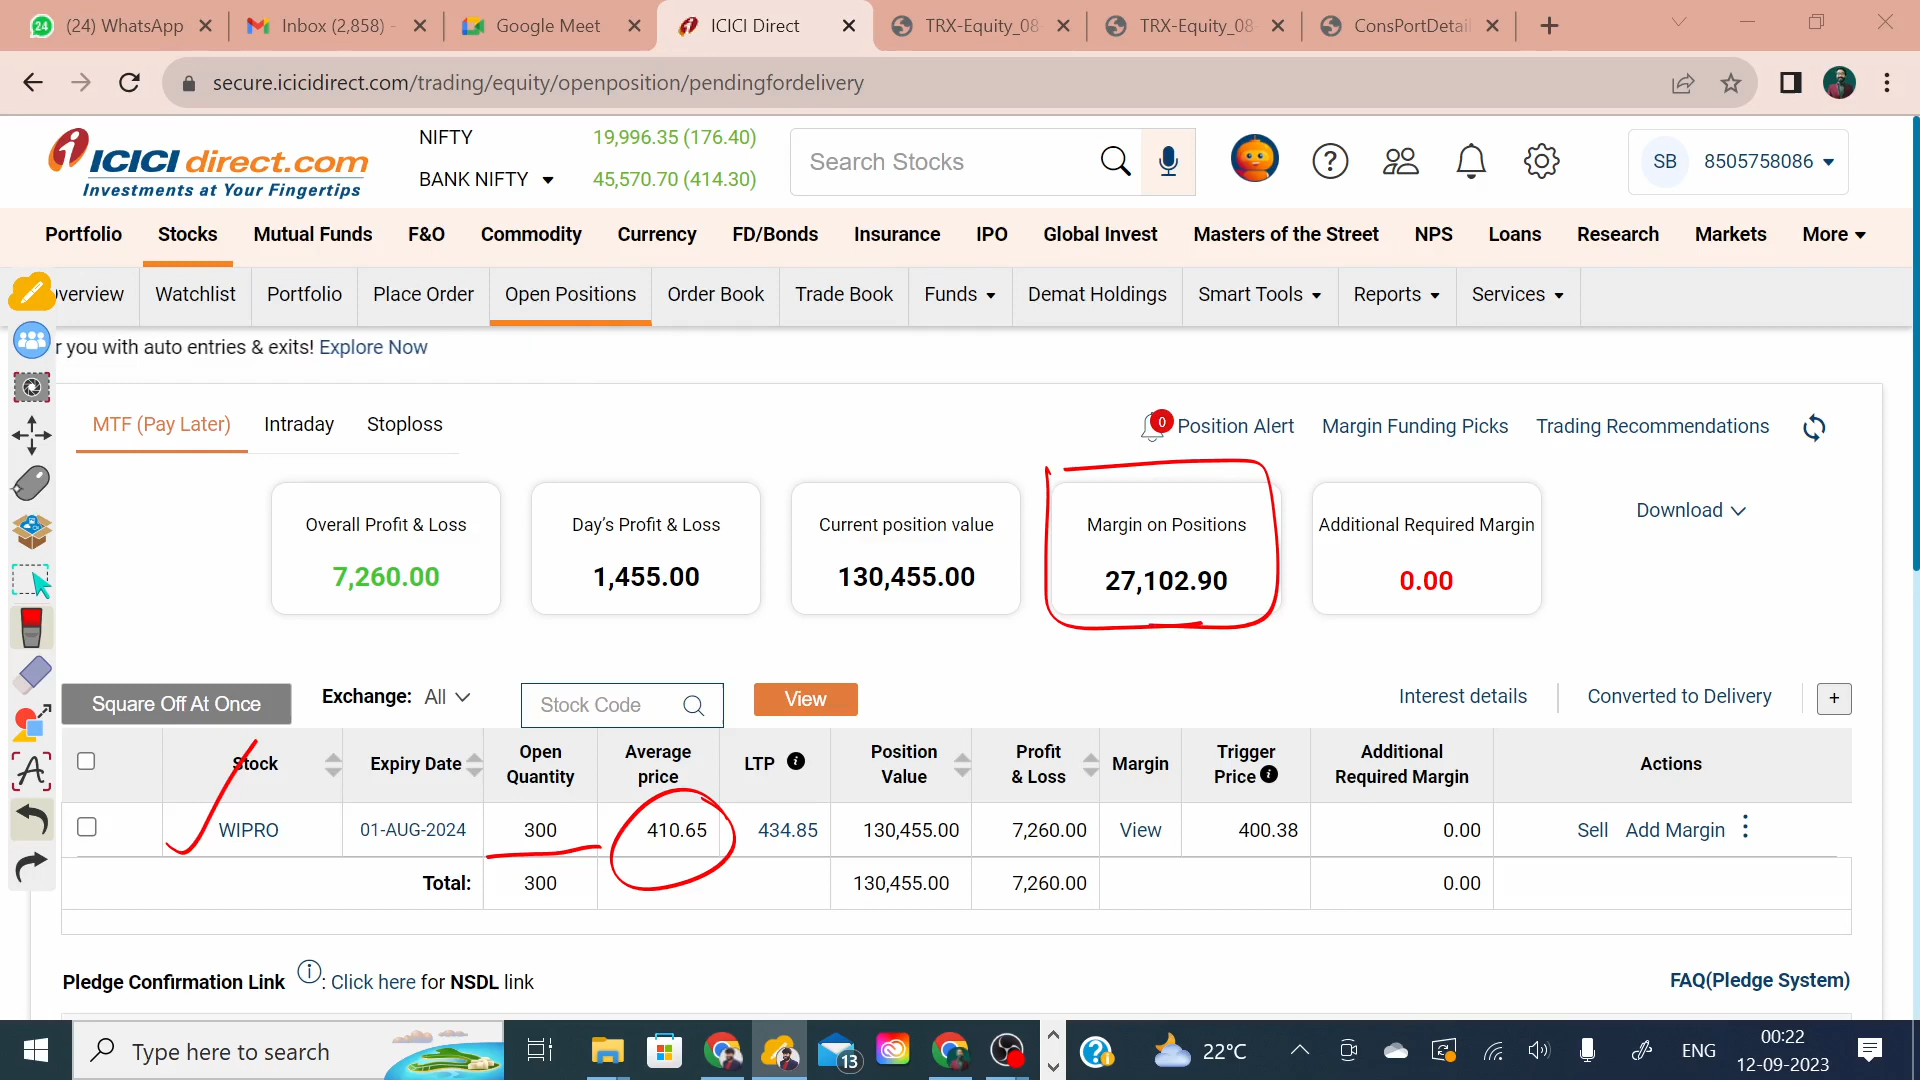 24 (24) WhatsApp Inbox (2,858) - Google Meet ICICI Direct TRX-Equity_08- TRX-Equity_08- ConsPortDetail
secure.icicidirect.com/trading/equity/openposition/pendingfordelivery
ICICI direct.com
Investments at Your Fingertips
NIFTY 19,996.35 (176.40)
BANK NIFTY 45,570.70 (414.30)
Search Stocks
SB 8505758086
Portfolio Stocks Mutual Funds F&O Commodity Currency FD/Bonds Insurance IPO Global Invest Masters of the Street NPS Loans Research Markets More
verview Watchlist Portfolio Place Order Open Positions Order Book Trade Book Funds Demat Holdings Smart Tools Reports Services
r you with auto entries & exits! Explore Now
MTF (Pay Later) Intraday Stoploss 0 Position Alert Margin Funding Picks Trading Recommendations
Overall Profit & Loss Day's Profit & Loss Current position value Margin on Positions Additional Required Margin
7,260.00 1,455.00 130,455.00 27,102.90 0.00
Download
Square Off At Once Exchange: All Stock Code View Interest details Converted to Delivery +
Stock Expiry Date Open Quantity Average price LTP Position Value Profit & Loss Margin Trigger Price Additional Required Margin Actions
WIPRO 01-AUG-2024 300 410.65 434.85 130,455.00 7,260.00 View 400.38 0.00 Sell Add Margin
Total: 300 130,455.00 7,260.00 0.00
Pledge Confirmation Link : Click here for NSDL link FAQ(Pledge System)
Type here to search 13 22°C ENG 00:22
12-09-2023